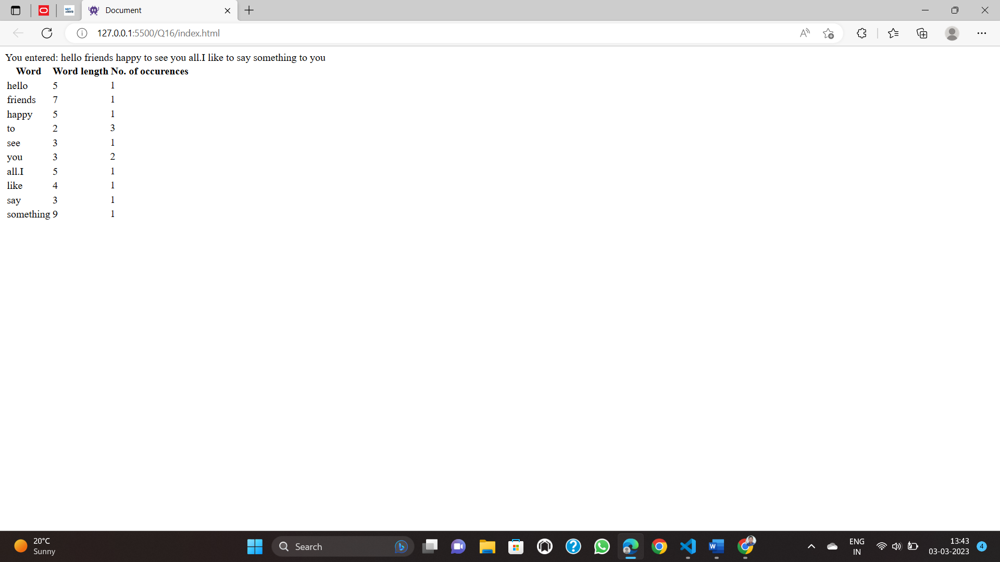 Document
127.0.0.1:5500/Q16/index.html
You entered: hello friends happy to see you all.I like to say something to you
Word Word length No. of occurences
hello 5 1
friends 7 1
happy 5 1
to 2 3
see 3 1
you 3 2
all.I 5 1
like 4 1
say 3 1
something 9 1
20°C
Sunny
Search
ENG
IN
13:43
03-03-2023
4